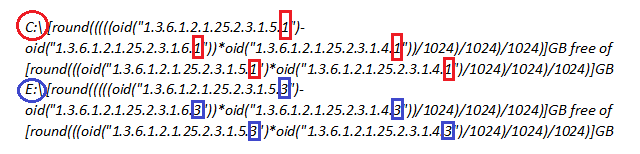 C:\ [round(((((oid("1.3.6.1.2.1.25.2.3.1.5.1")-
oid("1.3.6.1.2.1.25.2.3.1.6.1"))*oid("1.3.6.1.2.1.25.2.3.1.4.1"))/1024)/1024)/1024)]GB free of
[round(((oid("1.3.6.1.2.1.25.2.3.1.5.1")*oid("1.3.6.1.2.1.25.2.3.1.4.1")/1024)/1024)/1024)]GB
E:\ [round(((((oid("1.3.6.1.2.1.25.2.3.1.5.3")-
oid("1.3.6.1.2.1.25.2.3.1.6.3"))*oid("1.3.6.1.2.1.25.2.3.1.4.3"))/1024)/1024)/1024)]GB free of
[round(((oid("1.3.6.1.2.1.25.2.3.1.5.3")*oid("1.3.6.1.2.1.25.2.3.1.4.3")/1024)/1024)/1024)]GB